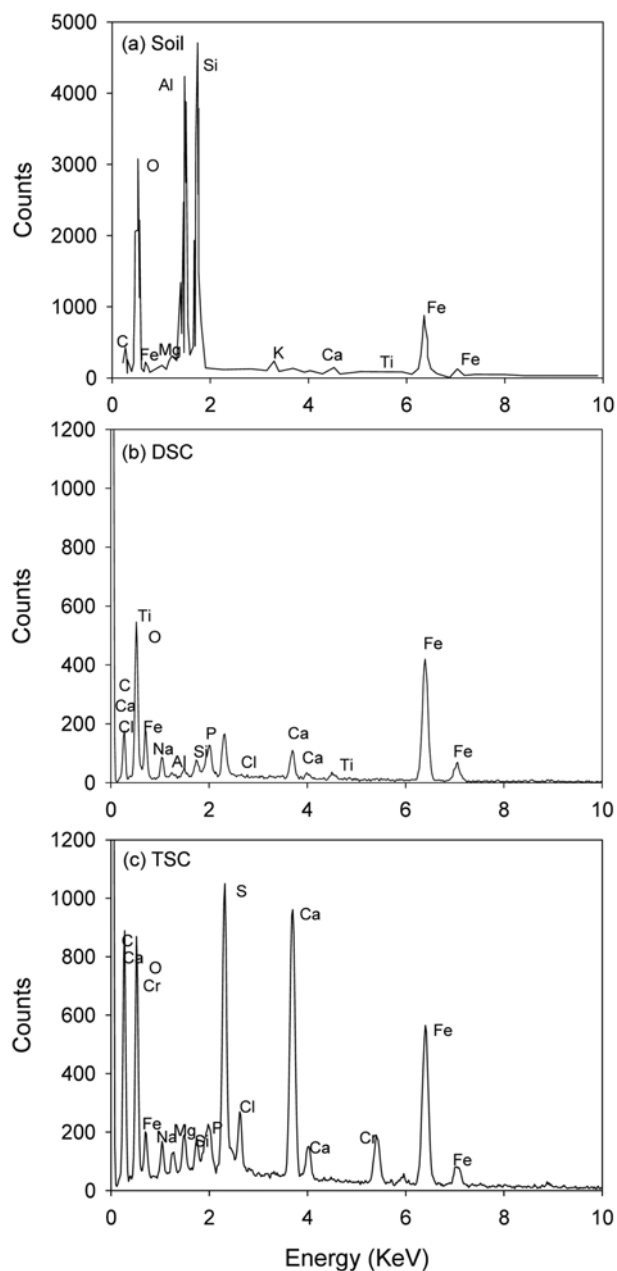 (a) Soil
5000
4000
3000
2000
1000
0
Counts
C
O
Fe
Mg
Al
Si
K
Ca
Ti
Fe
Fe
0 2 4 6 8 10
(b) DSC
1200
1000
800
600
400
200
0
Counts
Ti
O
C
Ca
Cl
Fe
Na
Al
Si
P
Cl
Ca
Ca
Ti
Fe
Fe
0 2 4 6 8 10
(c) TSC
1200
1000
800
600
400
200
0
Counts
C
Ca
O
Cr
Fe
Na
Mg
Si
P
S
Cl
Ca
Ca
Cr
Fe
Fe
0 2 4 6 8 10
Energy (KeV)